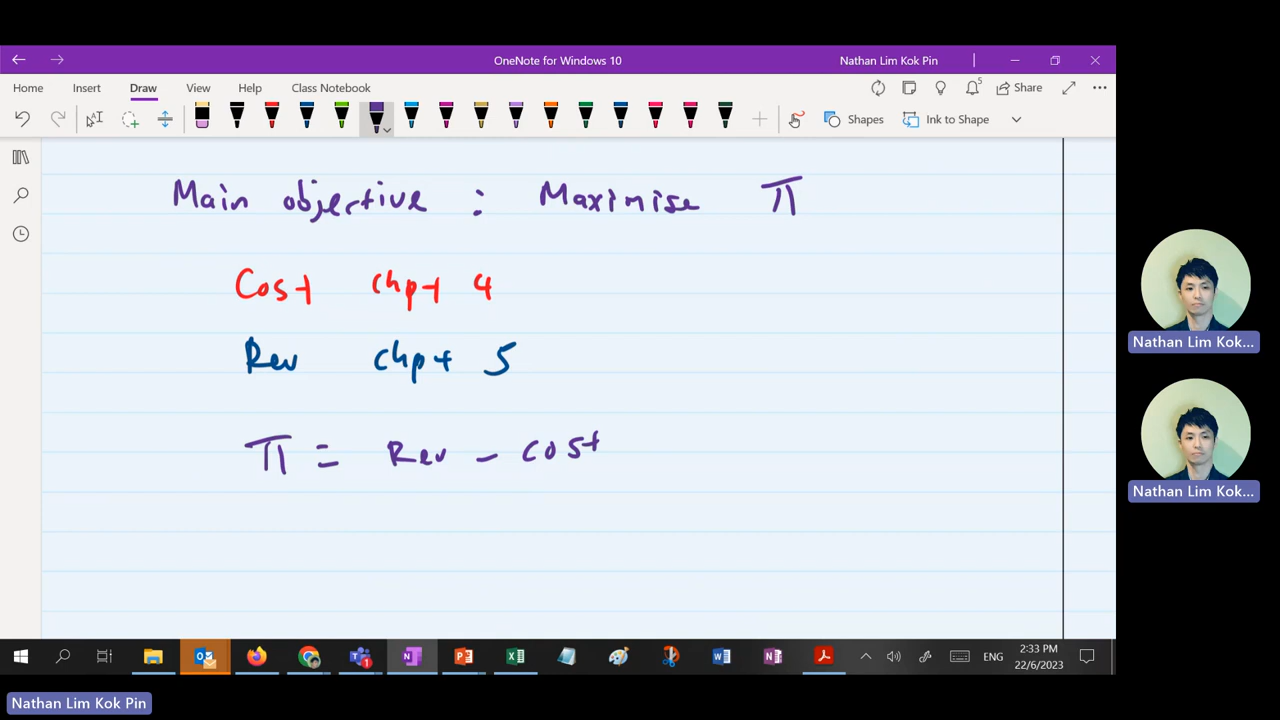 OneNote for Windows 10
Nathan Lim Kok Pin
Home Insert Draw View Help Class Notebook
5
Share
Shapes
Ink to Shape
Main objective : Maximise π
Cost chpt 4
Rev chpt 5
π = Rev - cost
Nathan Lim Kok...
Nathan Lim Kok...
ENG
2:33 PM
22/6/2023
Nathan Lim Kok Pin